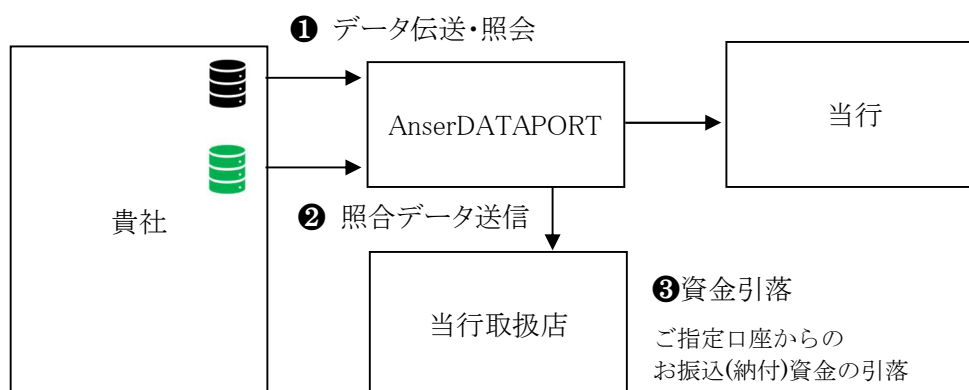 ❶ データ伝送・照会
AnserDATAPORT
当行
貴社
❷ 照合データ送信
当行取扱店
❸資金引落
ご指定口座からの
お振込(納付)資金の引落